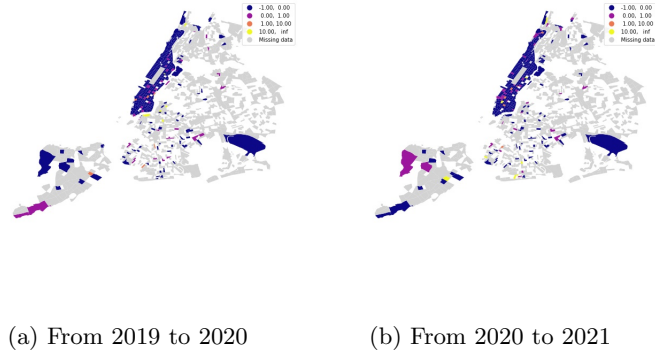 -1.00, 0.00
0.00, 1.00
1.00, 10.00
10.00, inf
Missing data
-1.00, 0.00
0.00, 1.00
1.00, 10.00
10.00, inf
Missing data
(a) From 2019 to 2020
(b) From 2020 to 2021